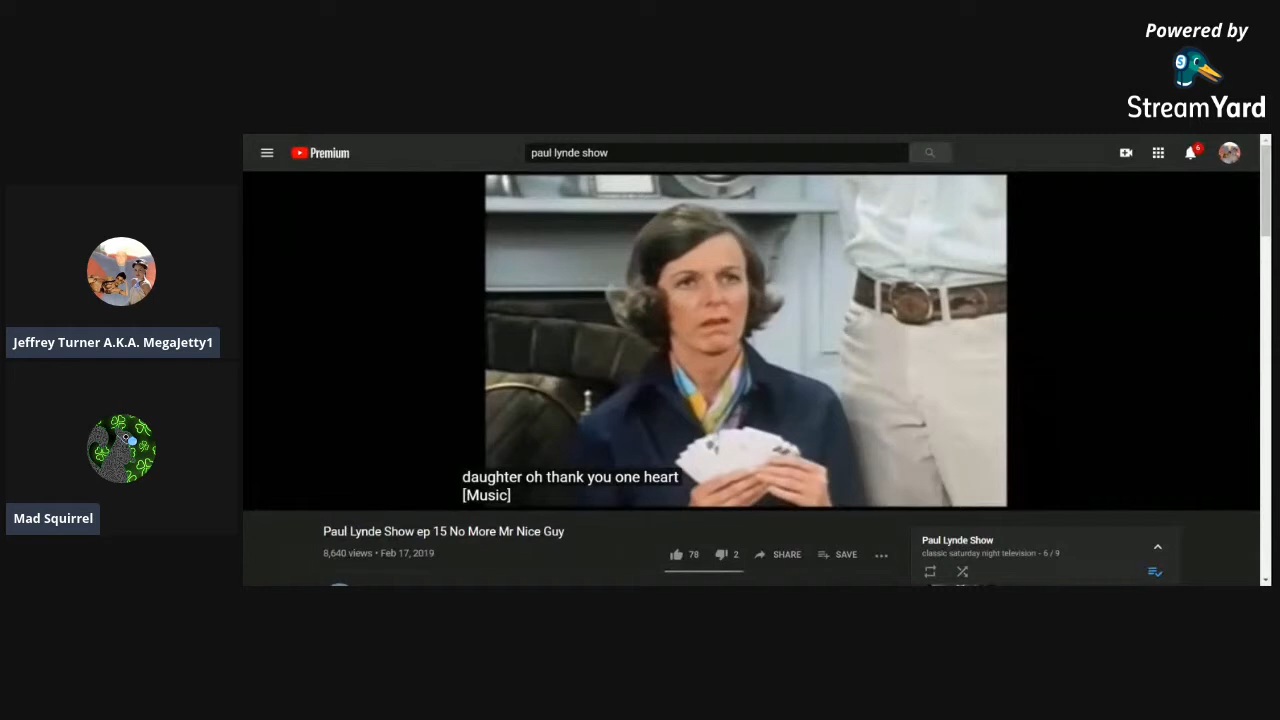 Powered by
StreamYard
Premium
paul lynde show
6
Jeffrey Turner A.K.A. MegaJetty1
Mad Squirrel
daughter oh thank you one heart
[Music]
Paul Lynde Show ep 15 No More Mr Nice Guy
8,640 views • Feb 17, 2019
78
2
SHARE
SAVE
Paul Lynde Show
classic saturday night television - 6 / 9